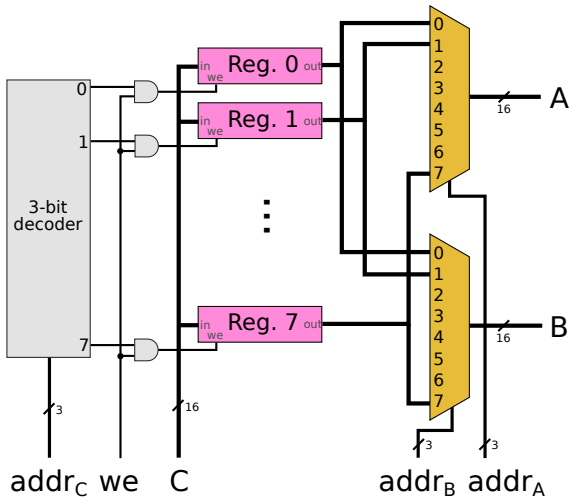 0
1
7
3-bit
decoder
in
Reg. 0
out
we
in
Reg. 1
out
we
in
Reg. 7
out
we
0
1
2
3
4
5
6
7
16
A
0
1
2
3
4
5
6
7
16
B
3
16
3
3
addrC
we
C
addrB
addrA